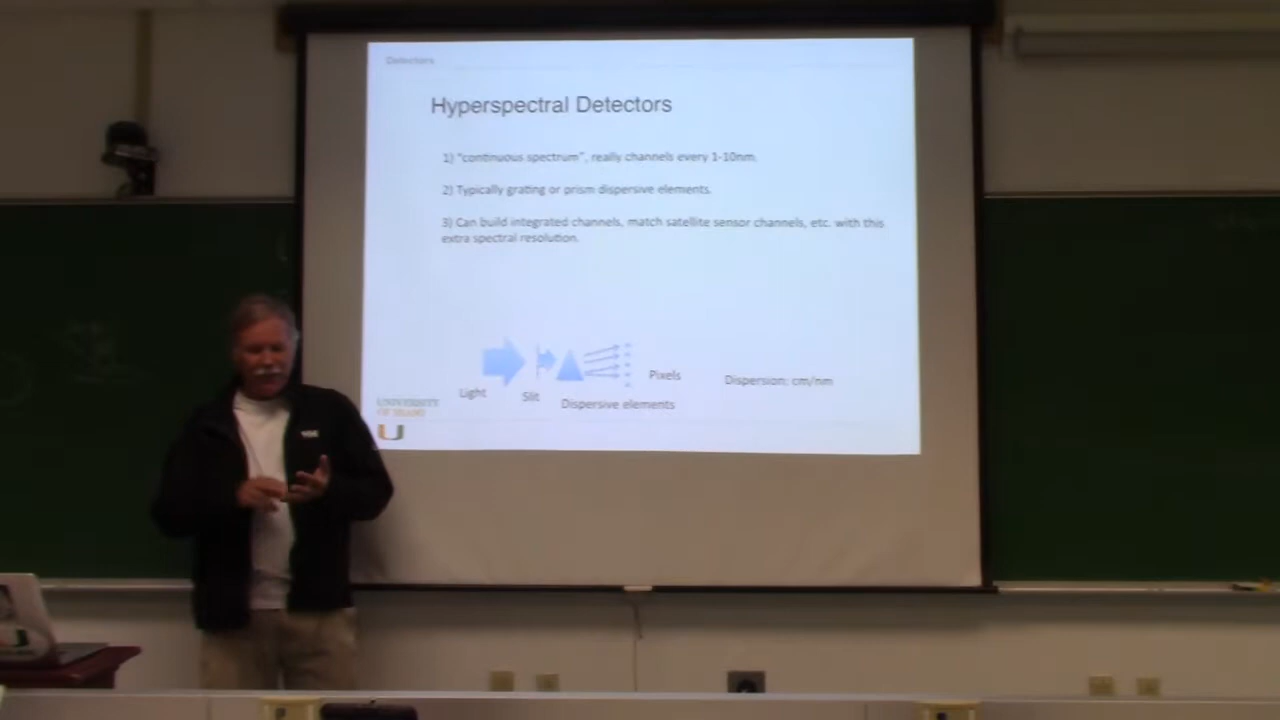 Detectors
Hyperspectral Detectors
1) "continuous spectrum", really channels every 1-10nm.
2) Typically grating or prism dispersive elements.
3) Can build integrated channels, match satellite sensor channels, etc. with this
extra spectral resolution.
Light
Slit
Dispersive elements
Pixels
Dispersion: cm/nm
UNIVERSITY
U